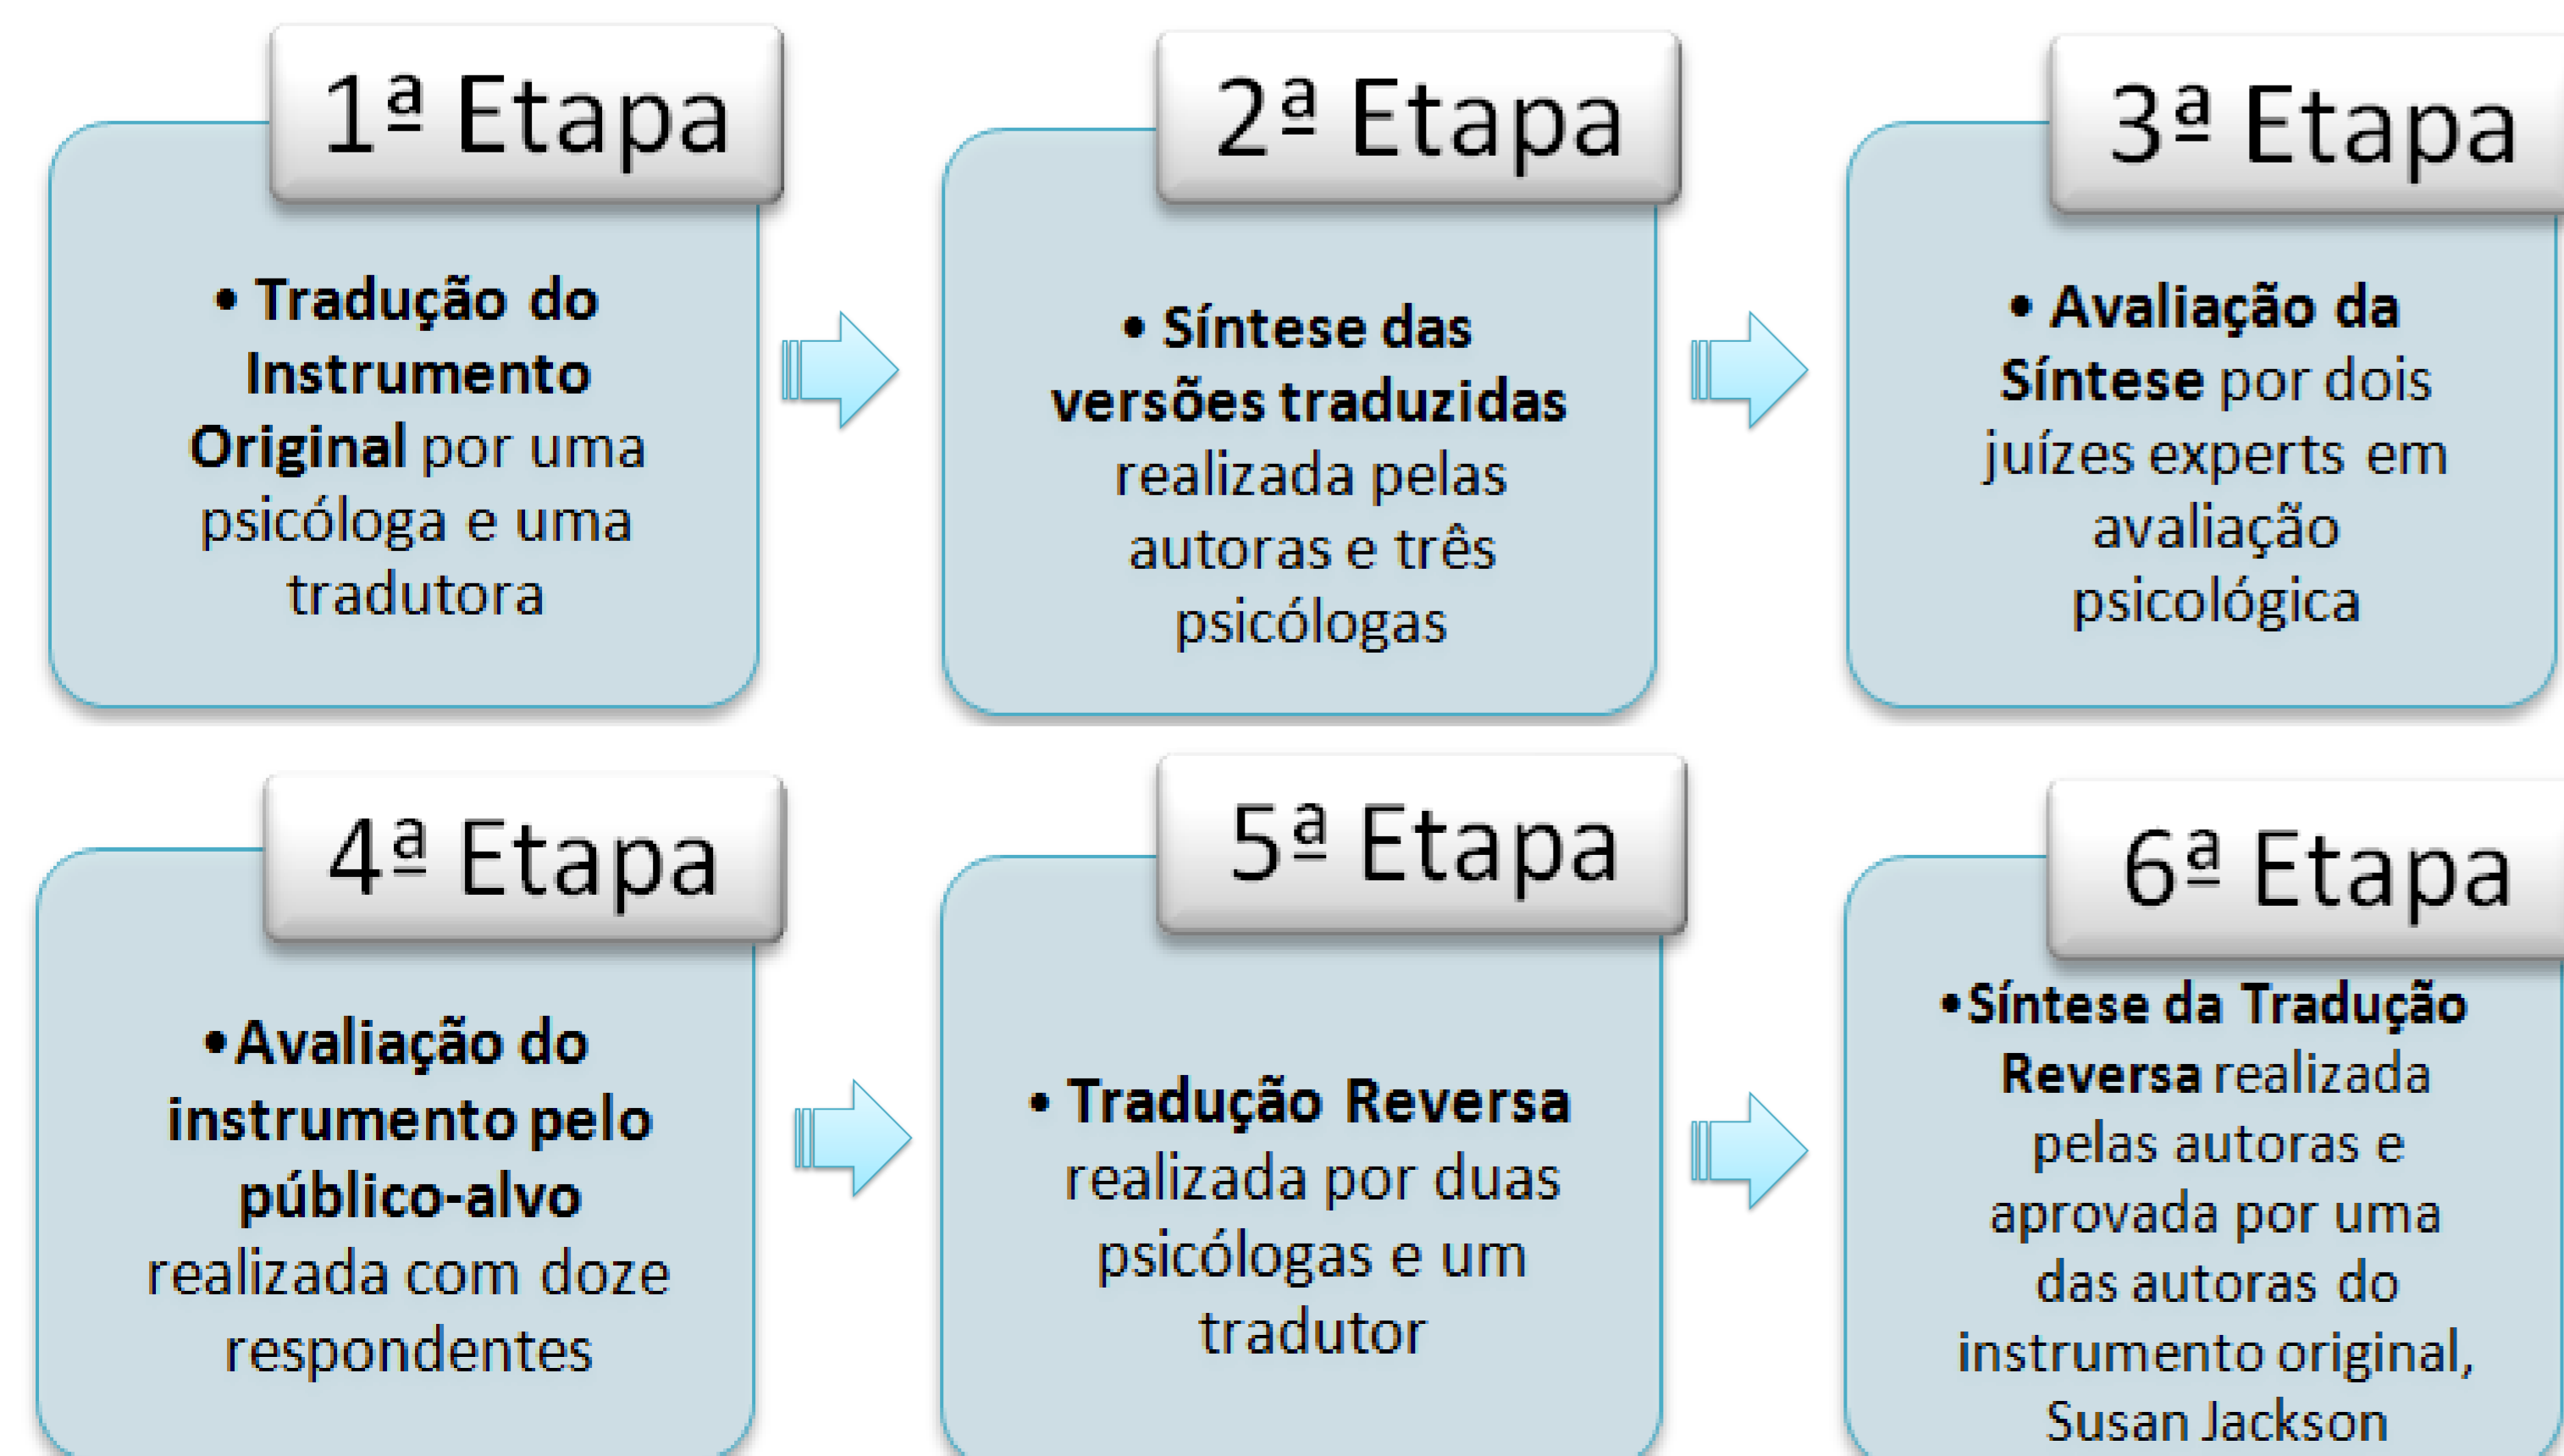 1ª Etapa
• Tradução do
Instrumento
Original por uma
psicóloga e uma
tradutora
2ª Etapa
• Síntese das
versões traduzidas
realizada pelas
autoras e três
psicólogas
3ª Etapa
• Avaliação da
Síntese por dois
juízes experts em
avaliação
psicológica
4ª Etapa
•Avaliação do
instrumento pelo
público-alvo
realizada com doze
respondentes
5ª Etapa
• Tradução Reversa
realizada por duas
psicólogas e um
tradutor
6ª Etapa
•Síntese da Tradução
Reversa realizada
pelas autoras e
aprovada por uma
das autoras do
instrumento original,
Susan Jackson